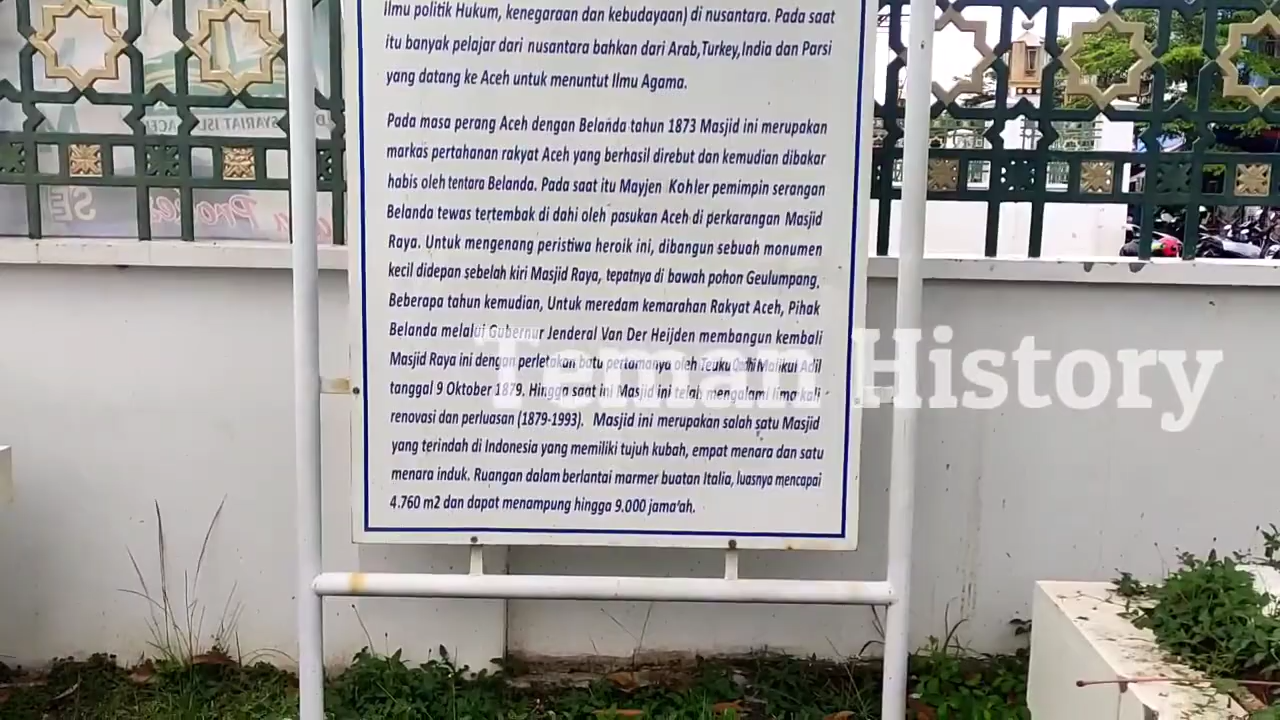 Ilmu politik Hukum, kenegaraan dan kebudayaan) di nusantara. Pada saat
itu banyak pelajar dari nusantara bahkan dari Arab,Turkey,India dan Parsi
yang datang ke Aceh untuk menuntut Ilmu Agama.
Pada masa perang Aceh dengan Belanda tahun 1873 Masjid ini merupakan
markas pertahanan rakyat Aceh yang berhasil direbut dan kemudian dibakar
habis oleh tentara Belanda. Pada saat itu Mayjen Kohler pemimpin serangan
Belanda tewas tertembak di dahi oleh pasukan Aceh di perkarangan Masjid
Raya. Untuk mengenang peristiwa heroik ini, dibangun sebuah monumen
kecil didepan sebelah kiri Masjid Raya, tepatnya di bawah pohon Geulumpang.
Beberapa tahun kemudian, Untuk meredam kemarahan Rakyat Aceh, Pihak
Belanda melalui Gubernur Jenderal Van Der Heijden membangun kembali
Masjid Raya ini dengan perletakan batu pertamanya oleh Teuku Qadhi Malikul Adil
tanggal 9 Oktober 1879. Hingga saat ini Masjid ini telah mengalami lima kali
renovasi dan perluasan (1879-1993). Masjid ini merupakan salah satu Masjid
yang terindah di Indonesia yang memiliki tujuh kubah, empat menara dan satu
menara induk. Ruangan dalam berlantai marmer buatan Italia, luasnya mencapai
4.760 m2 dan dapat menampung hingga 9.000 jama'ah.
Taman History